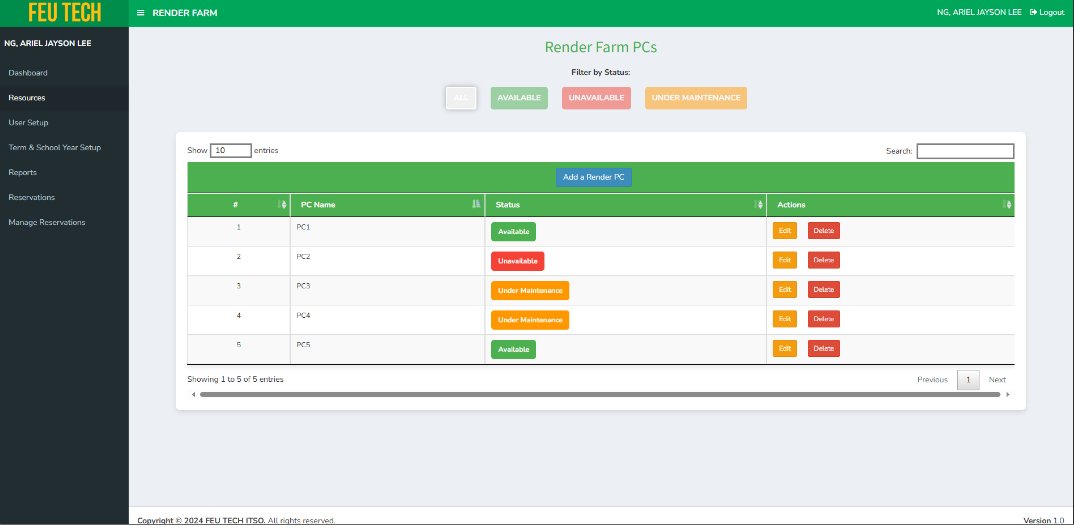 FEU TECH
RENDER FARM
NG, ARIEL JAYSON LEE Logout
NG, ARIEL JAYSON LEE
Dashboard
Resources
User Setup
Term & School Year Setup
Reports
Reservations
Manage Reservations
Render Farm PCs
Filter by Status:
ALL AVAILABLE UNAVAILABLE UNDER MAINTENANCE
Show 10 entries Search:
Add a Render PC
# PC Name Status Actions
1 PC1 Available Edit Delete
2 PC2 Unavailable Edit Delete
3 PC3 Under Maintenance Edit Delete
4 PC4 Under Maintenance Edit Delete
5 PC5 Available Edit Delete
Showing 1 to 5 of 5 entries Previous 1 Next
Copyright © 2024 FEU TECH ITSO. All rights reserved. Version 1.0